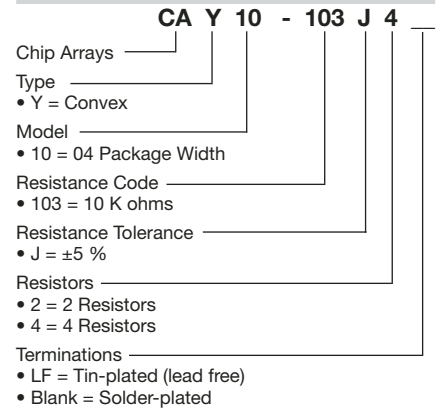 CA Y 10 - 103 J 4 __
Chip Arrays
Type
• Y = Convex
Model
• 10 = 04 Package Width
Resistance Code
• 103 = 10 K ohms
Resistance Tolerance
• J = ±5 %
Resistors
• 2 = 2 Resistors
• 4 = 4 Resistors
Terminations
• LF = Tin-plated (lead free)
• Blank = Solder-plated